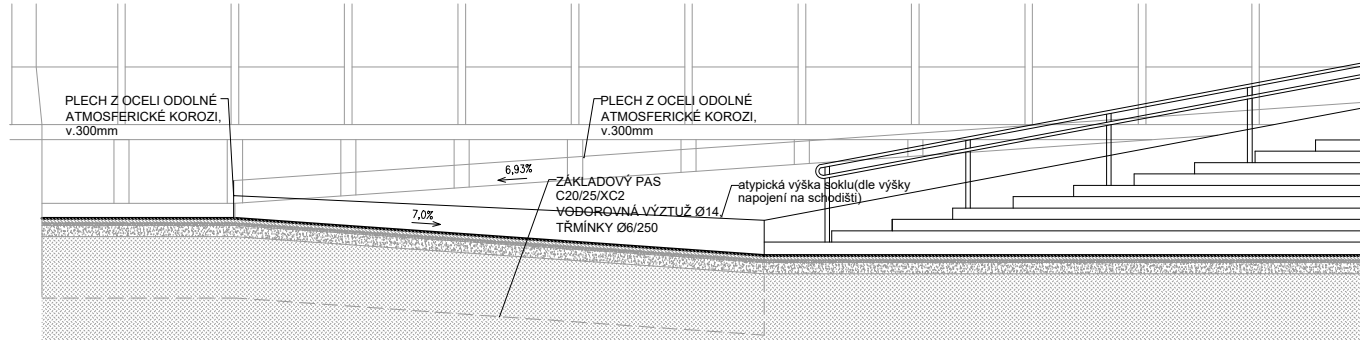 PLECH Z OCELI ODOLNÉ
ATMOSFERICKÉ KOROZI,
v.300mm
PLECH Z OCELI ODOLNÉ
ATMOSFERICKÉ KOROZI,
v.300mm
6,93%
7,0%
ZÁKLADOVÝ PAS
C20/25/XC2
VODOROVNÁ VÝZTUŽ Ø14,
TŘMÍNKY Ø6/250
atypická výška soklu(dle výšky
napojení na schodišti)